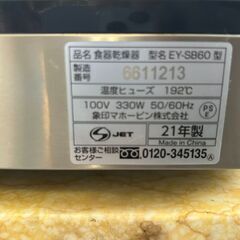 品名 食器乾燥器 型名 EY-SB60 型
製造番号 6611213
温度ヒューズ 192℃
100V 330W 50/60Hz
象印マホービン株式会社
PSE
S JET 21年製
お客様ご相談センター 0120-345135